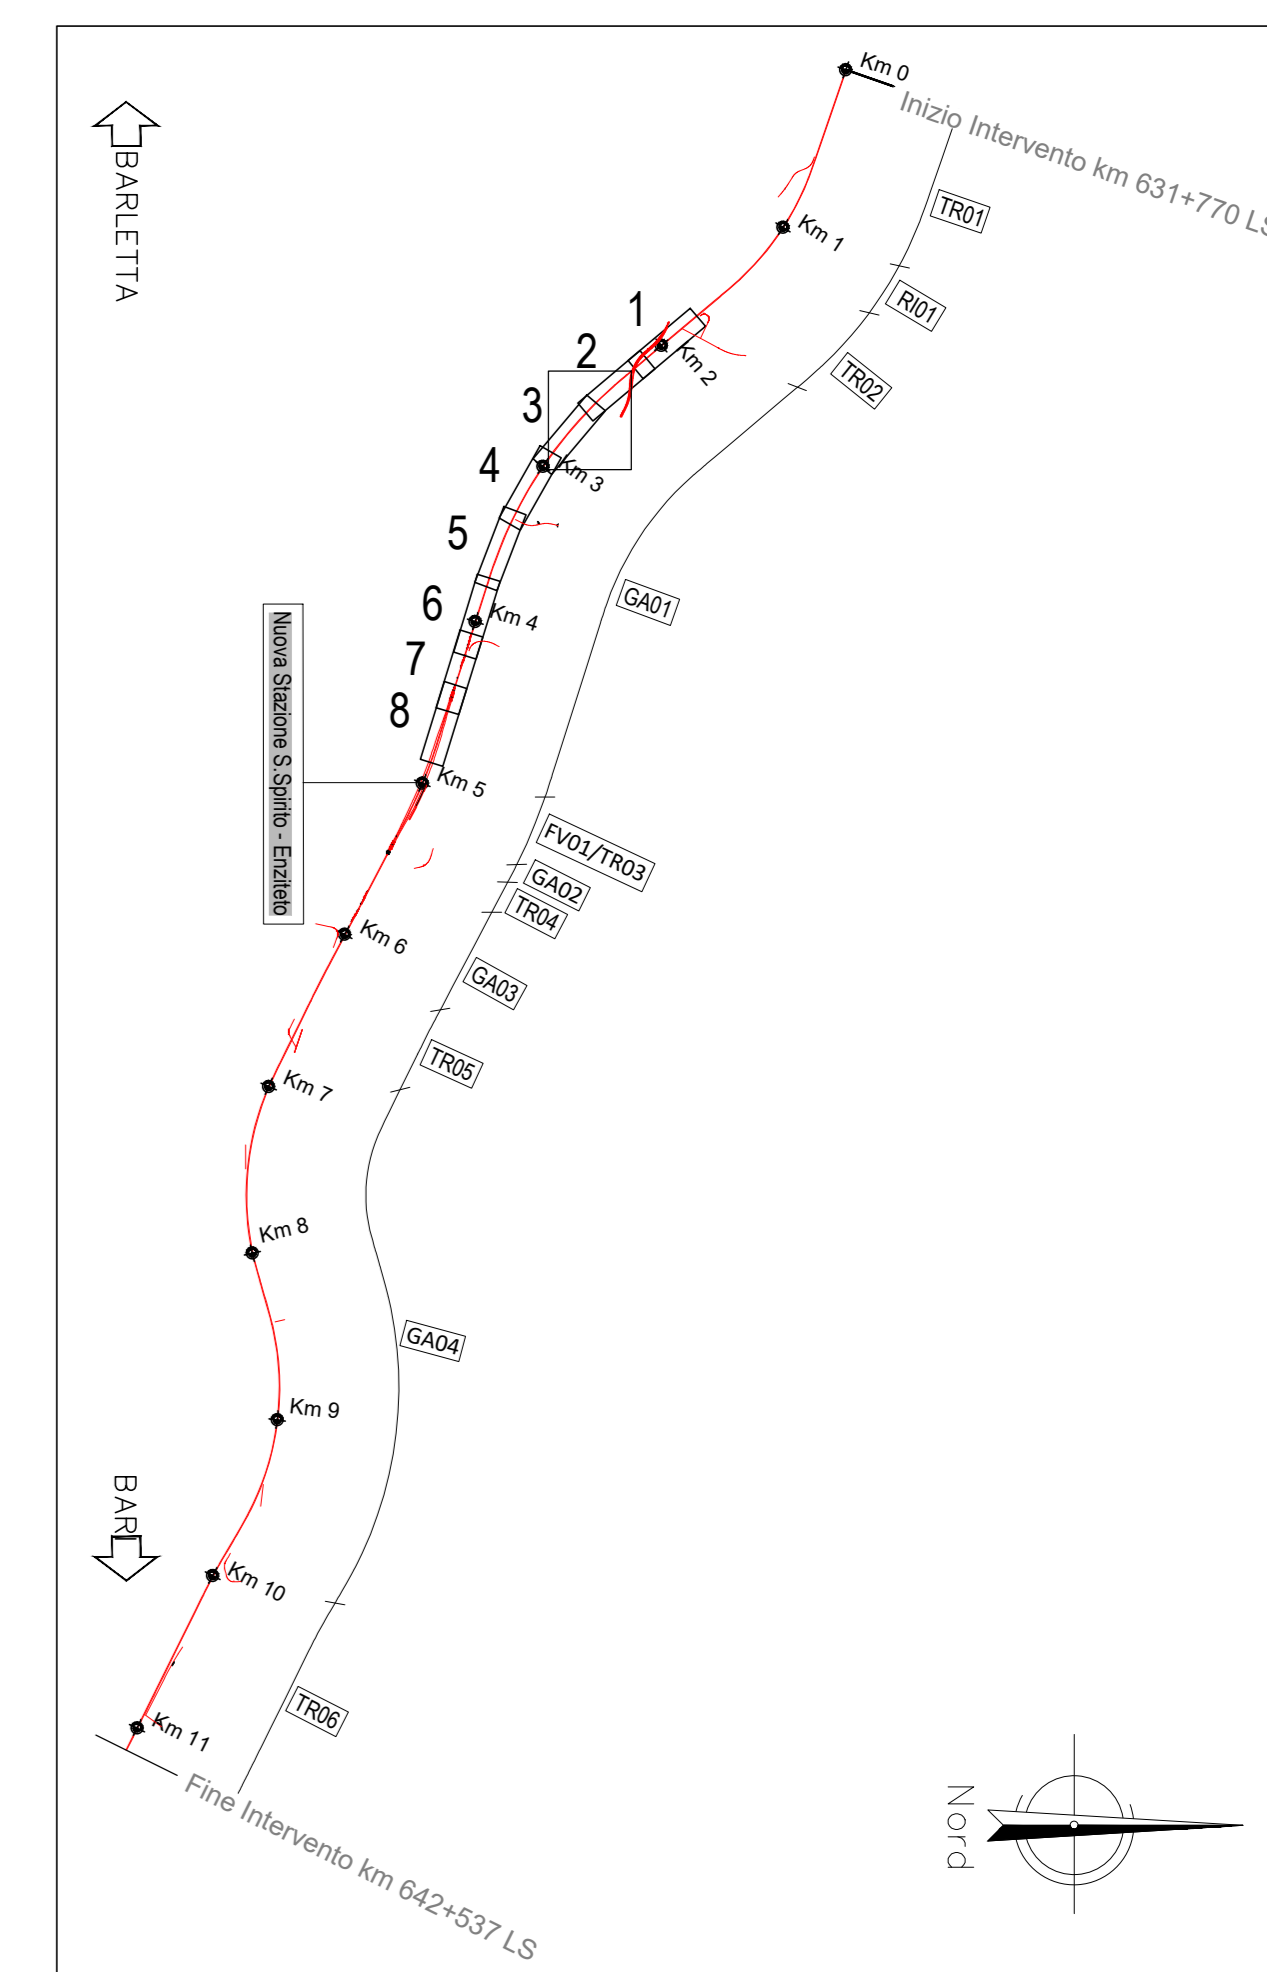 Km 0
Inizio Intervento km 631+770 LS
BARLETTA
TR01
Km 1
RI01
1
Km 2
TR02
2
3
Km 3
4
5
GA01
6
Km 4
7
8
Nuova Stazione S.Spirito - Enziteto
Km 5
FV01/TR03
GA02
TR04
Km 6
GA03
TR05
Km 7
Km 8
GA04
Km 9
BARI
Km 10
TR06
Km 11
Fine Intervento km 642+537 LS
Nord